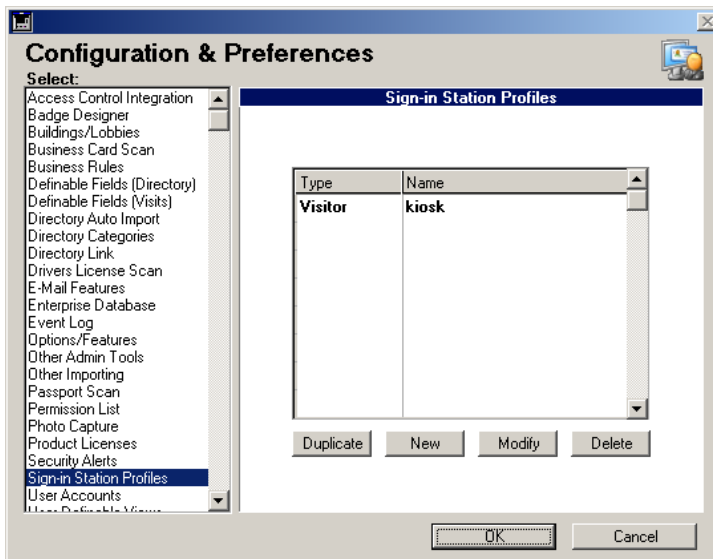 Configuration & Preferences
Select:
Access Control Integration
Badge Designer
Buildings/Lobbies
Business Card Scan
Business Rules
Definable Fields (Directory)
Definable Fields (Visits)
Directory Auto Import
Directory Categories
Directory Link
Drivers License Scan
E-Mail Features
Enterprise Database
Event Log
Options/Features
Other Admin Tools
Other Importing
Passport Scan
Permission List
Photo Capture
Product Licenses
Security Alerts
Sign-in Station Profiles
User Accounts
User Definable Views
Sign-in Station Profiles
Type Name
Visitor kiosk
Duplicate New Modify Delete
OK Cancel